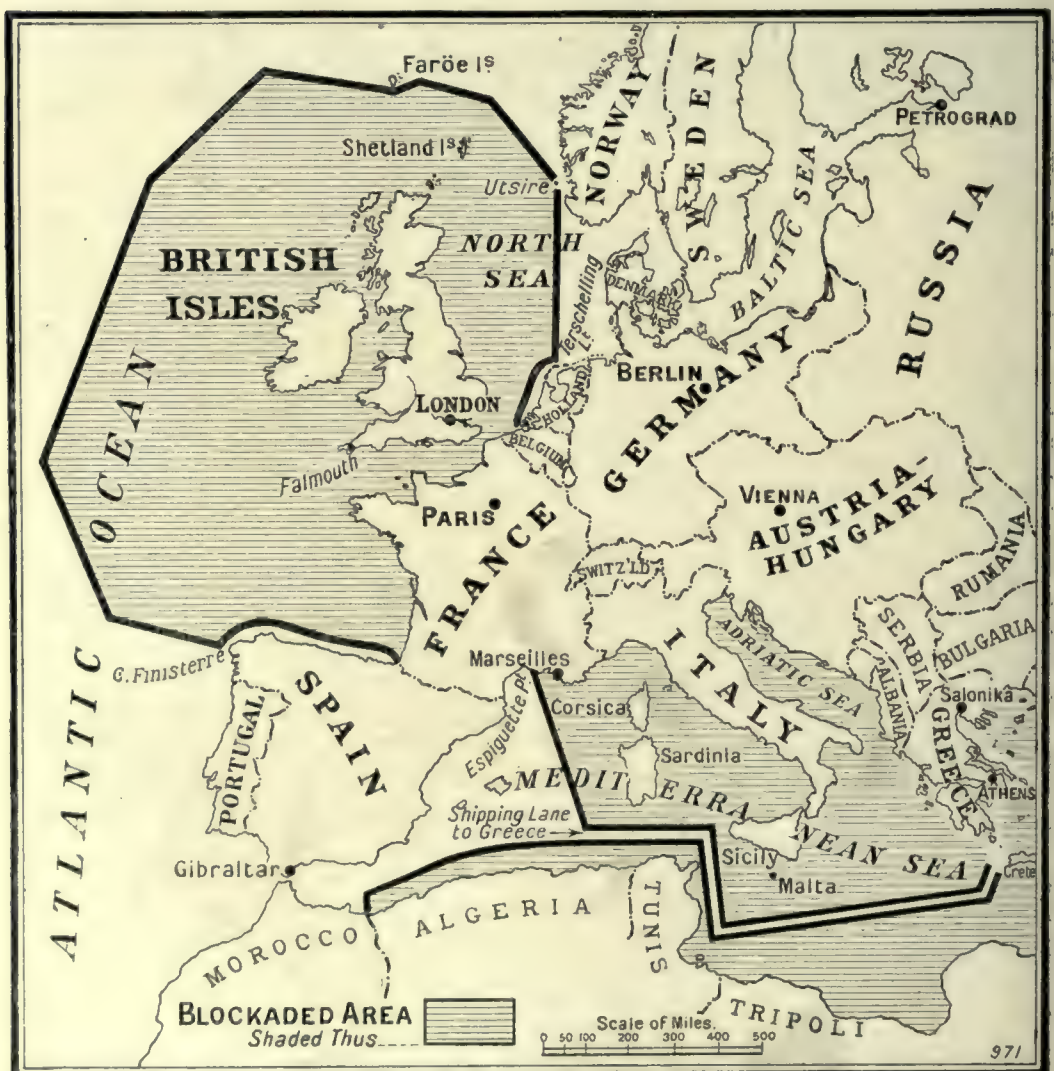 Faröe Is
Shetland Is
Utsire
NORWAY
SWEDEN
PETROGRAD
BALTIC SEA
RUSSIA
BRITISH
ISLES
NORTH
SEA
DENMARK
Terschelling
Lt
HOLLAND
BERLIN
GERMANY
LONDON
BELGIUM
Falmouth
PARIS
FRANCE
VIENNA
AUSTRIA-
HUNGARY
SWITZ'LD
RUMANIA
SERBIA
BULGARIA
ATLANTIC
OCEAN
C. FINISTERRE
Marseilles
ITALY
ADRIATIC SEA
ALBANIA
Salonika
GREECE
ATHENS
SPAIN
PORTUGAL
Espiguette Pt
Corsica
Sardinia
MEDITERRANEAN SEA
Shipping Lane
to Greece
Gibraltar
Sicily
Malta
Crete
MOROCCO
ALGERIA
TUNIS
TRIPOLI
BLOCKADED AREA
Shaded Thus
Scale of Miles.
0 50 100 200 300 400 500
971